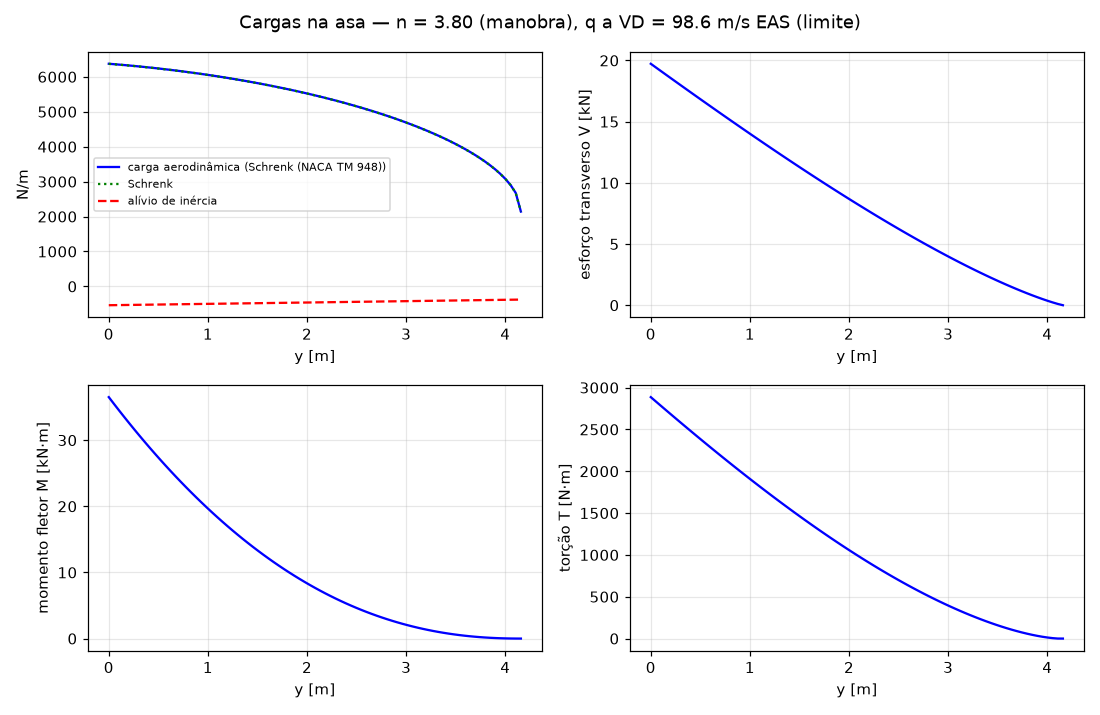 Cargas na asa — n = 3.80 (manobra), q a VD = 98.6 m/s EAS (limite)
N/m
6000
5000
4000
3000
2000
1000
0
carga aerodinâmica (Schrenk (NACA TM 948))
Schrenk
alívio de inércia
0 1 2 3 4
y [m]
esforço transverso V [kN]
20
15
10
5
0
0 1 2 3 4
y [m]
momento fletor M [kN·m]
30
20
10
0
0 1 2 3 4
y [m]
torção T [N·m]
3000
2500
2000
1500
1000
500
0
0 1 2 3 4
y [m]